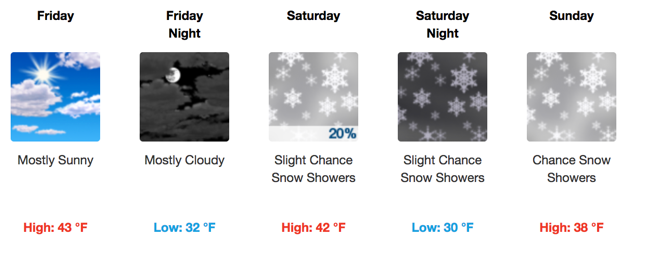 Friday
Friday
Night
Saturday
Saturday
Night
Sunday
20%
Mostly Sunny
Mostly Cloudy
Slight Chance
Snow Showers
Slight Chance
Snow Showers
Chance Snow
Showers
High: 43 °F
Low: 32 °F
High: 42 °F
Low: 30 °F
High: 38 °F